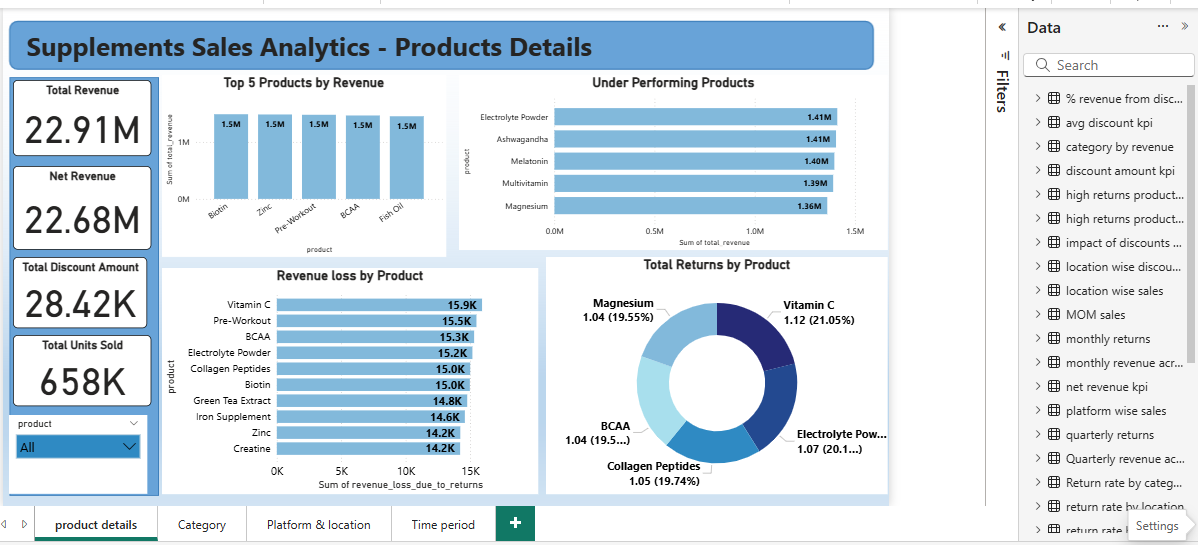 Supplements Sales Analytics - Products Details
Total Revenue
22.91M
Net Revenue
22.68M
Total Discount Amount
28.42K
Total Units Sold
658K
product
All
Top 5 Products by Revenue
Sum of total_revenue
1M
0M
1.5M
1.5M
1.5M
1.5M
1.5M
Biotin
Zinc
Pre-Workout
BCAA
Fish Oil
product
Under Performing Products
product
Electrolyte Powder
1.41M
Ashwagandha
1.41M
Melatonin
1.40M
Multivitamin
1.39M
Magnesium
1.36M
0.0M
0.5M
1.0M
1.5M
Sum of total_revenue
Revenue loss by Product
product
Vitamin C
15.9K
Pre-Workout
15.5K
BCAA
15.3K
Electrolyte Powder
15.2K
Collagen Peptides
15.0K
Biotin
15.0K
Green Tea Extract
14.8K
Iron Supplement
14.6K
Zinc
14.2K
Creatine
14.2K
0K
5K
10K
15K
Sum of revenue_loss_due_to_returns
Total Returns by Product
Magnesium
1.04 (19.55%)
Vitamin C
1.12 (21.05%)
BCAA
1.04 (19.5...)
Electrolyte Pow...
1.07 (20.1...)
Collagen Peptides
1.05 (19.74%)
product details
Category
Platform & location
Time period
+
Filters
Data
Search
% revenue from disc...
avg discount kpi
category by revenue
discount amount kpi
high returns product...
high returns product...
impact of discounts ...
location wise discou...
location wise sales
MOM sales
monthly returns
monthly revenue acr...
net revenue kpi
platform wise sales
quarterly returns
Quarterly revenue ac...
Return rate by categ...
return rate by location
return rate
Settings